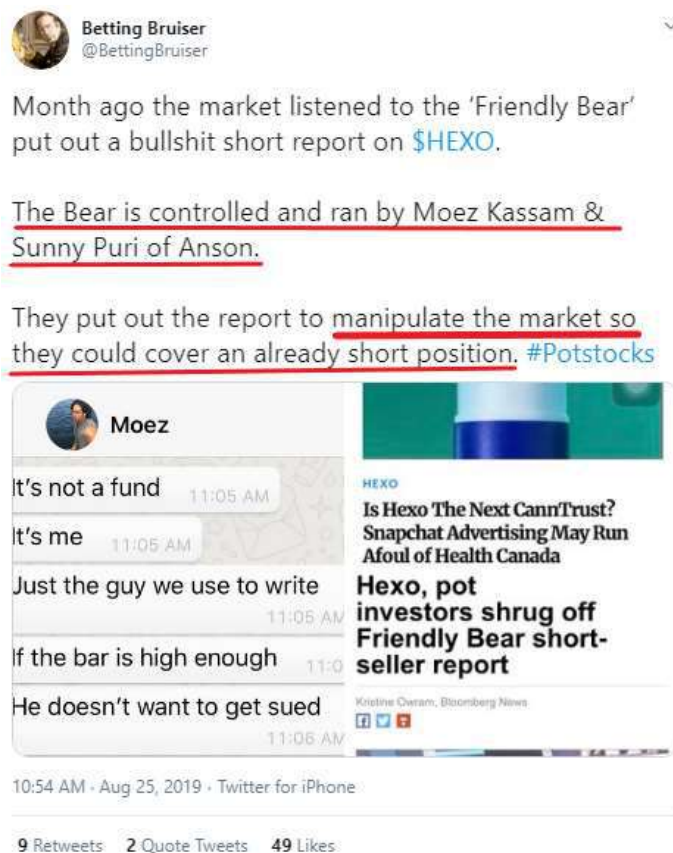 Betting Bruiser
@BettingBruiser
Month ago the market listened to the 'Friendly Bear'
put out a bullshit short report on $HEXO.
The Bear is controlled and ran by Moez Kassam &
Sunny Puri of Anson.
They put out the report to manipulate the market so
they could cover an already short position. #Potstocks
Moez
It's not a fund 11:05 AM
It's me 11:05 AM
Just the guy we use to write
11:05 AM
If the bar is high enough 11:0
He doesn't want to get sued
11:06 AM
HEXO
Is Hexo The Next CannTrust?
Snapchat Advertising May Run
Afoul of Health Canada
Hexo, pot
investors shrug off
Friendly Bear short-
seller report
Kristine Owram, Bloomberg News
10:54 AM · Aug 25, 2019 · Twitter for iPhone
9 Retweets 2 Quote Tweets 49 Likes